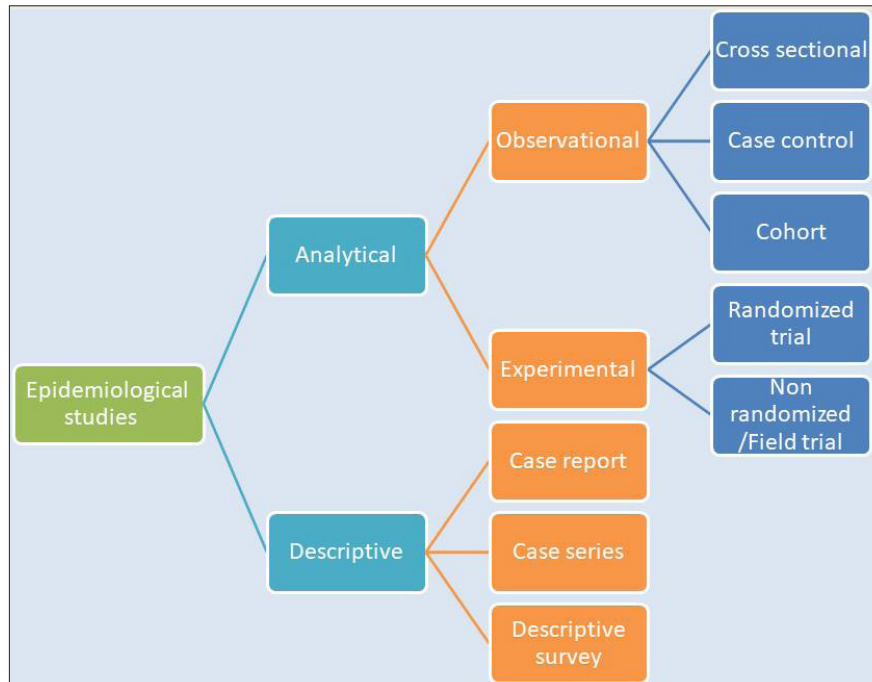 Cross sectional
Observational
Case control
Cohort
Analytical
Randomized
trial
Experimental
Non
randomized
/Field trial
Epidemiological
studies
Case report
Descriptive
Case series
Descriptive
survey